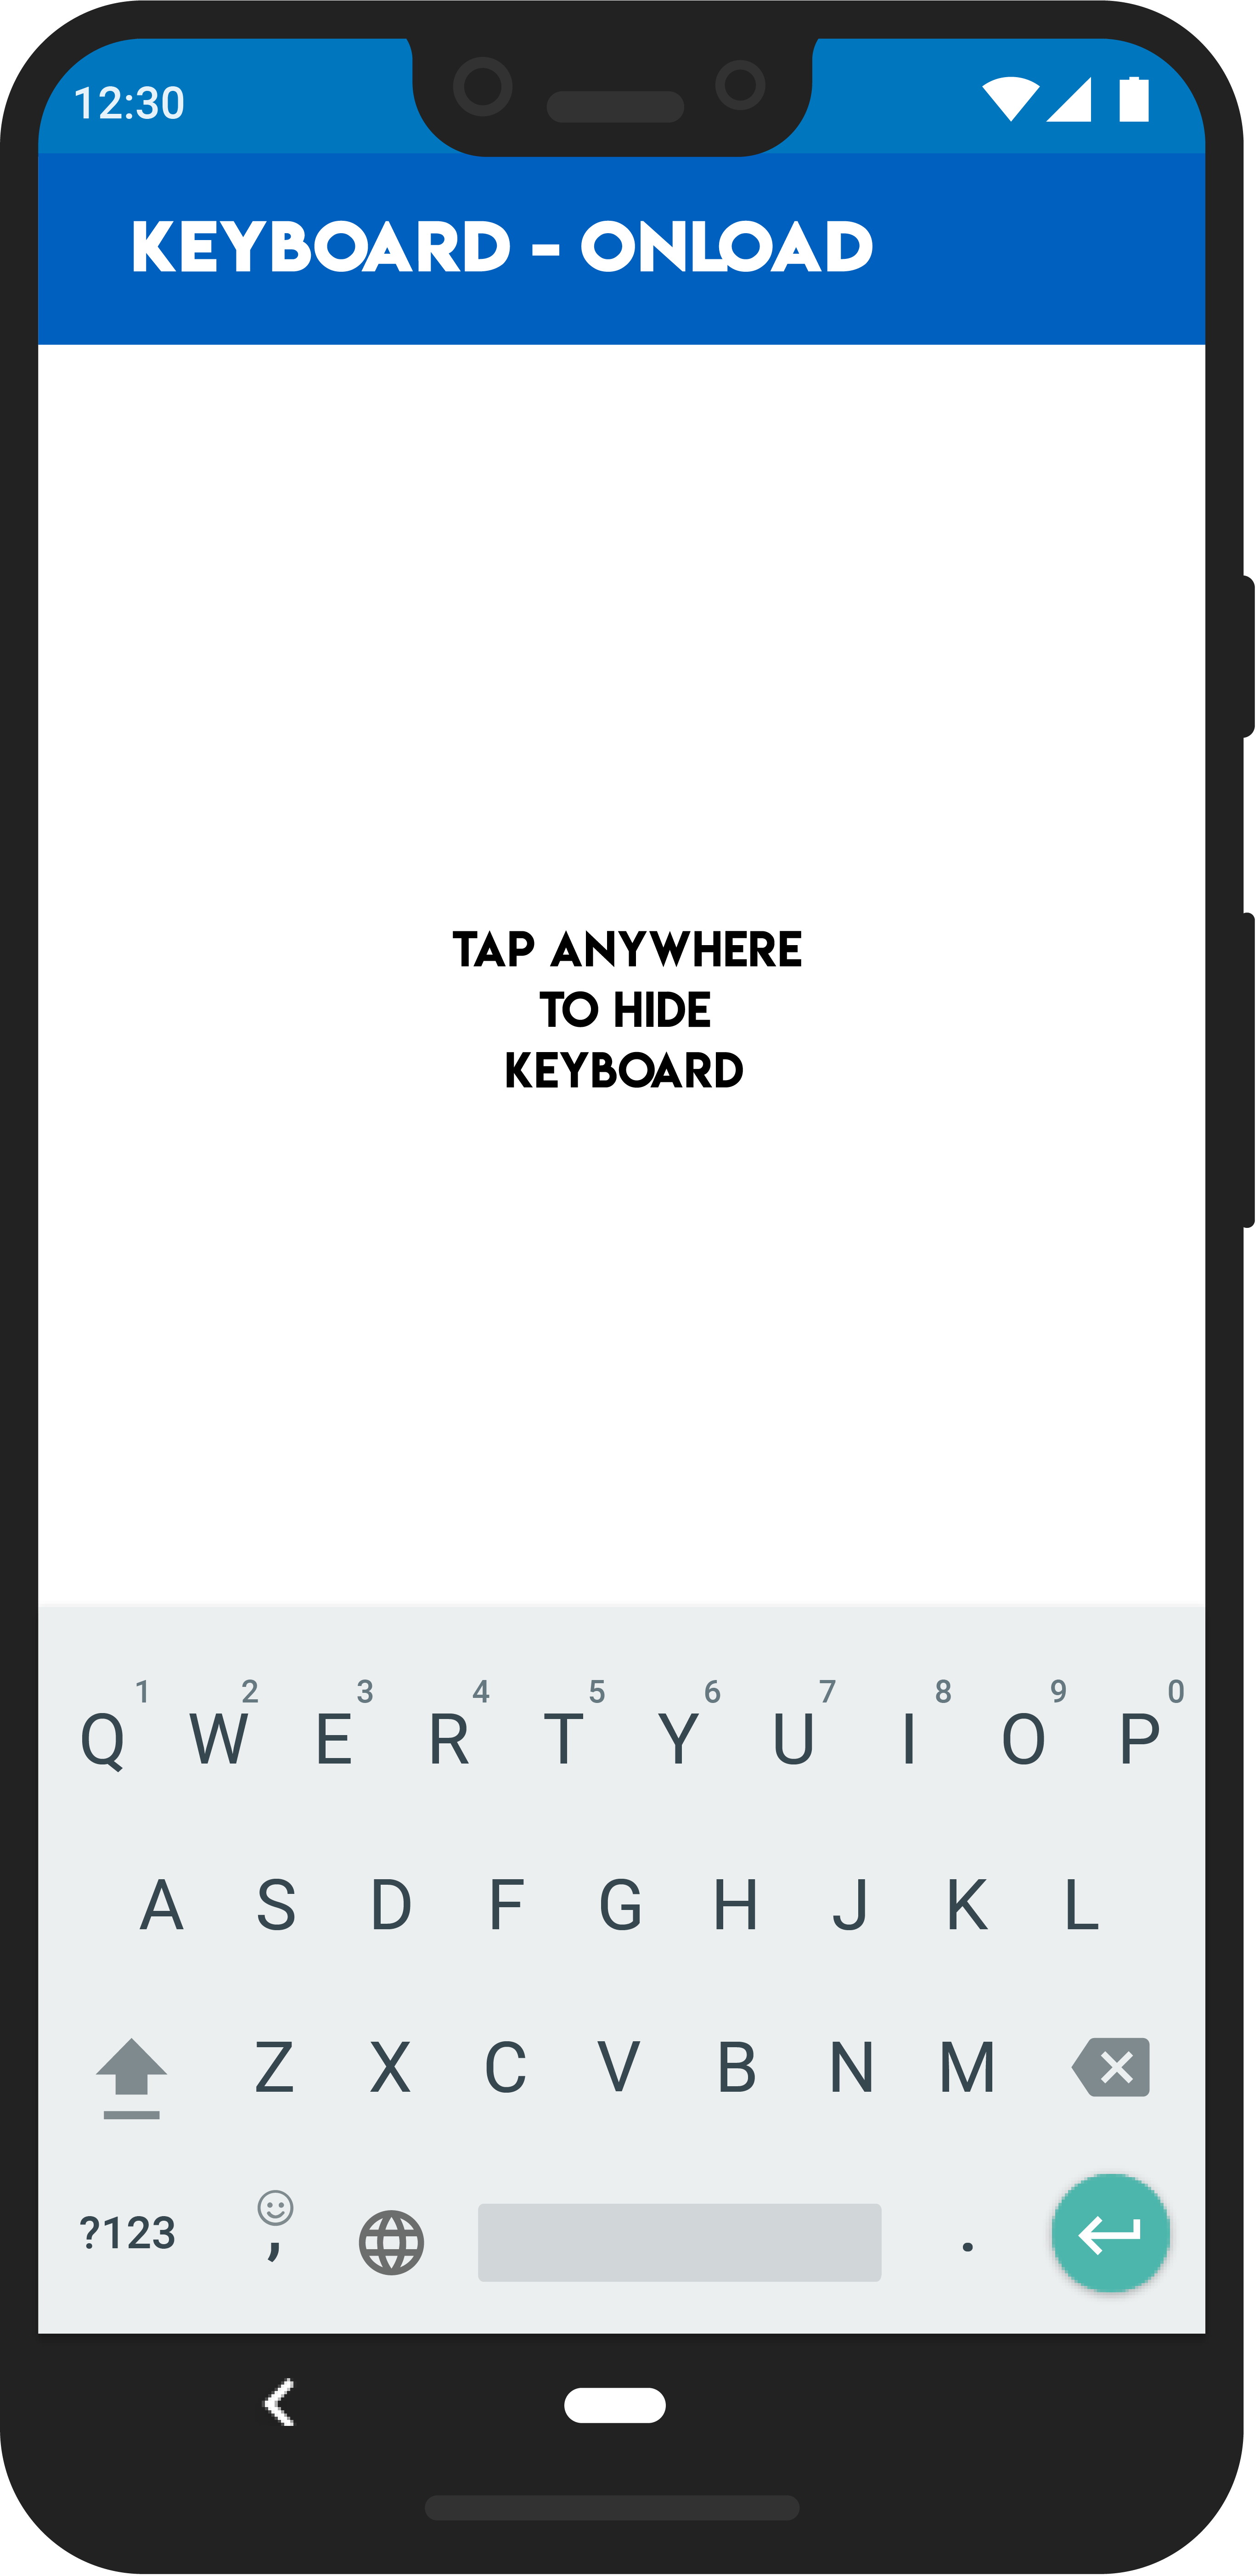 12:30
KEYBOARD - ONLOAD
TAP ANYWHERE
TO HIDE
KEYBOARD
1 2 3 4 5 6 7 8 9 0
Q W E R T Y U I O P
A S D F G H J K L
Z X C V B N M
?123 , .